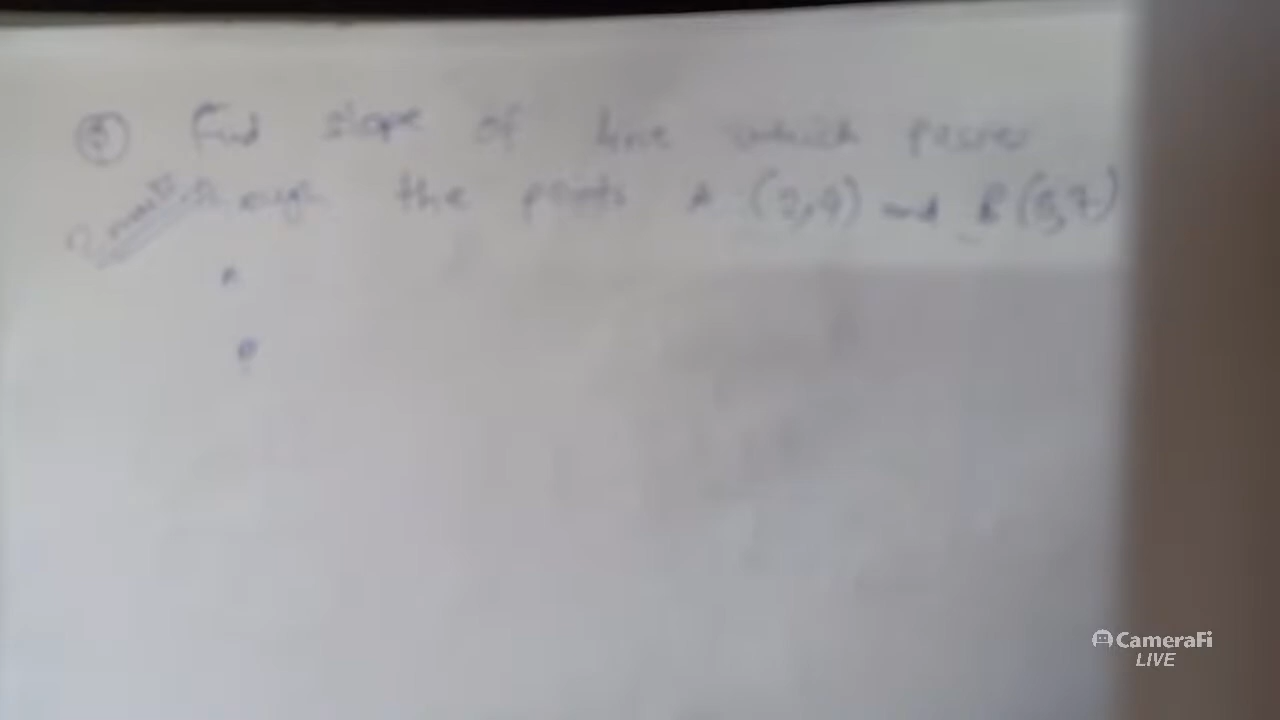 Find slope of line which passes
through the points A (2,4) and B (5,7)
CameraFi
LIVE